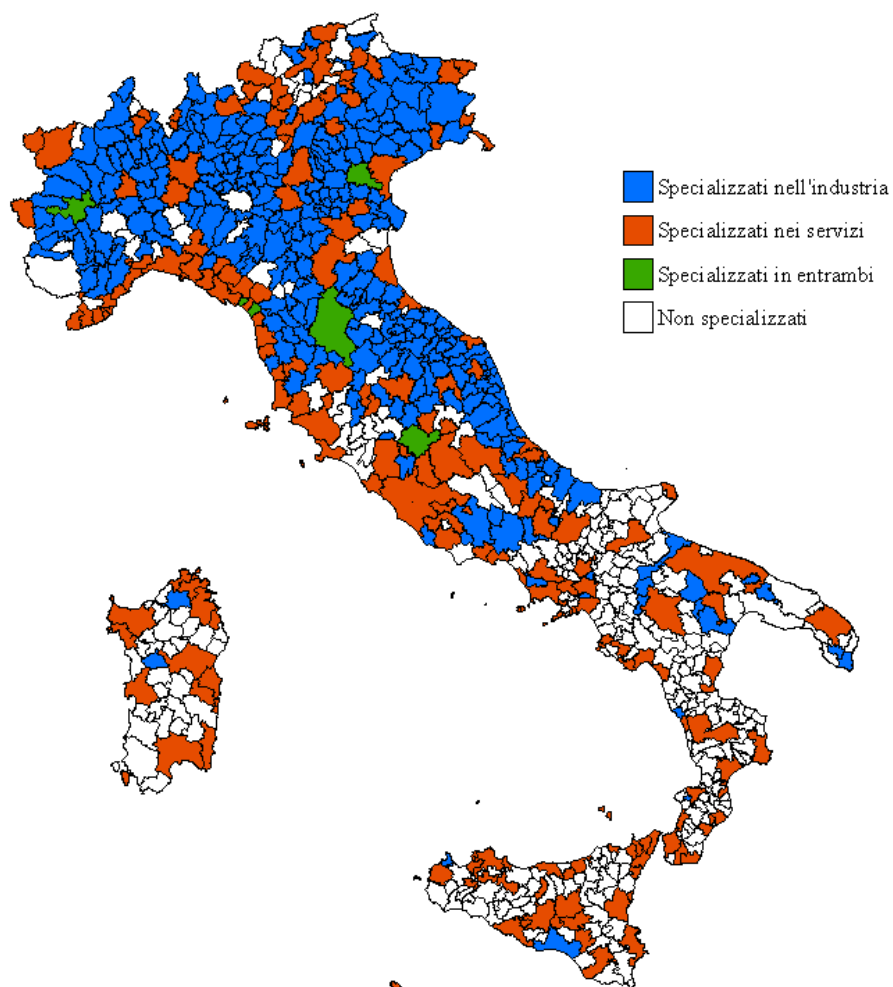 Specializzati nell'industria
Specializzati nei servizi
Specializzati in entrambi
Non specializzati